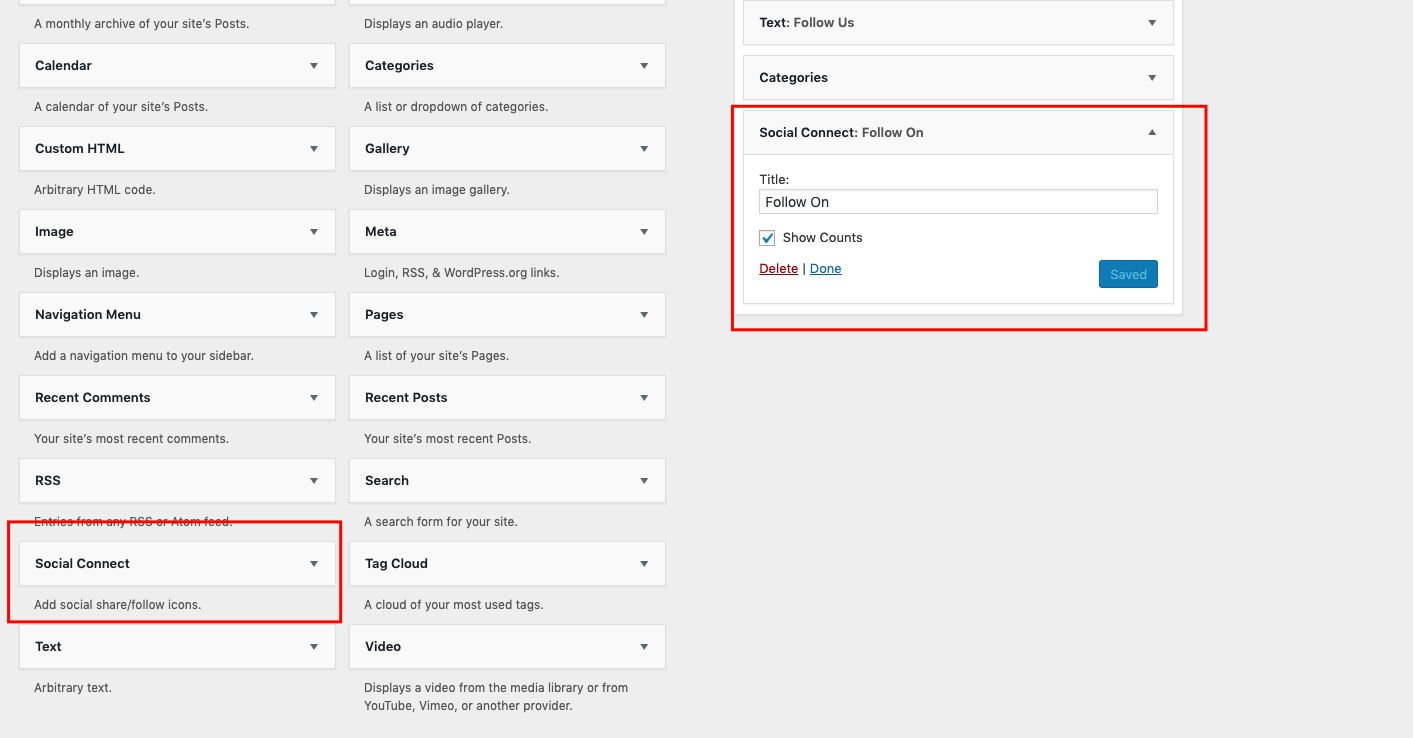 A monthly archive of your site’s Posts.
Displays an audio player.
Calendar
Categories
A calendar of your site’s Posts.
A list or dropdown of categories.
Custom HTML
Gallery
Arbitrary HTML code.
Displays an image gallery.
Image
Meta
Displays an image.
Login, RSS, & WordPress.org links.
Navigation Menu
Pages
Add a navigation menu to your sidebar.
A list of your site’s Pages.
Recent Comments
Recent Posts
Your site’s most recent comments.
Your site’s most recent Posts.
RSS
Search
Entries from any RSS or Atom feed.
A search form for your site.
Social Connect
Tag Cloud
Add social share/follow icons.
A cloud of your most used tags.
Text
Video
Arbitrary text.
Displays a video from the media library or from
YouTube, Vimeo, or another provider.
Text: Follow Us
Categories
Social Connect: Follow On
Title:
Follow On
Show Counts
Delete | Done
Saved